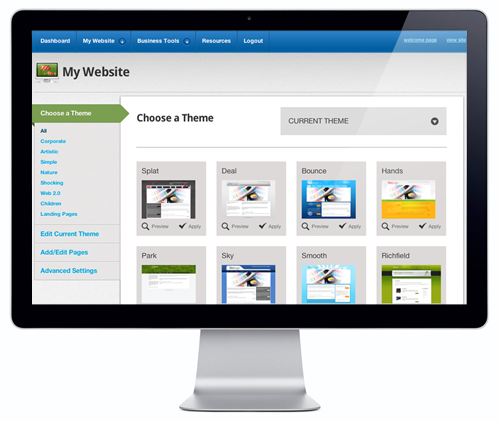 Dashboard My Website Business Tools Resources Logout welcome page view site
My Website
Choose a Theme
All
Corporate
Artistic
Simple
Nature
Shocking
Web 2.0
Children
Landing Pages
Edit Current Theme
Add/Edit Pages
Advanced Settings
Choose a Theme
CURRENT THEME
Splat Deal Bounce Hands
Preview Apply Preview Apply Preview Apply Preview Apply
Park Sky Smooth Richfield